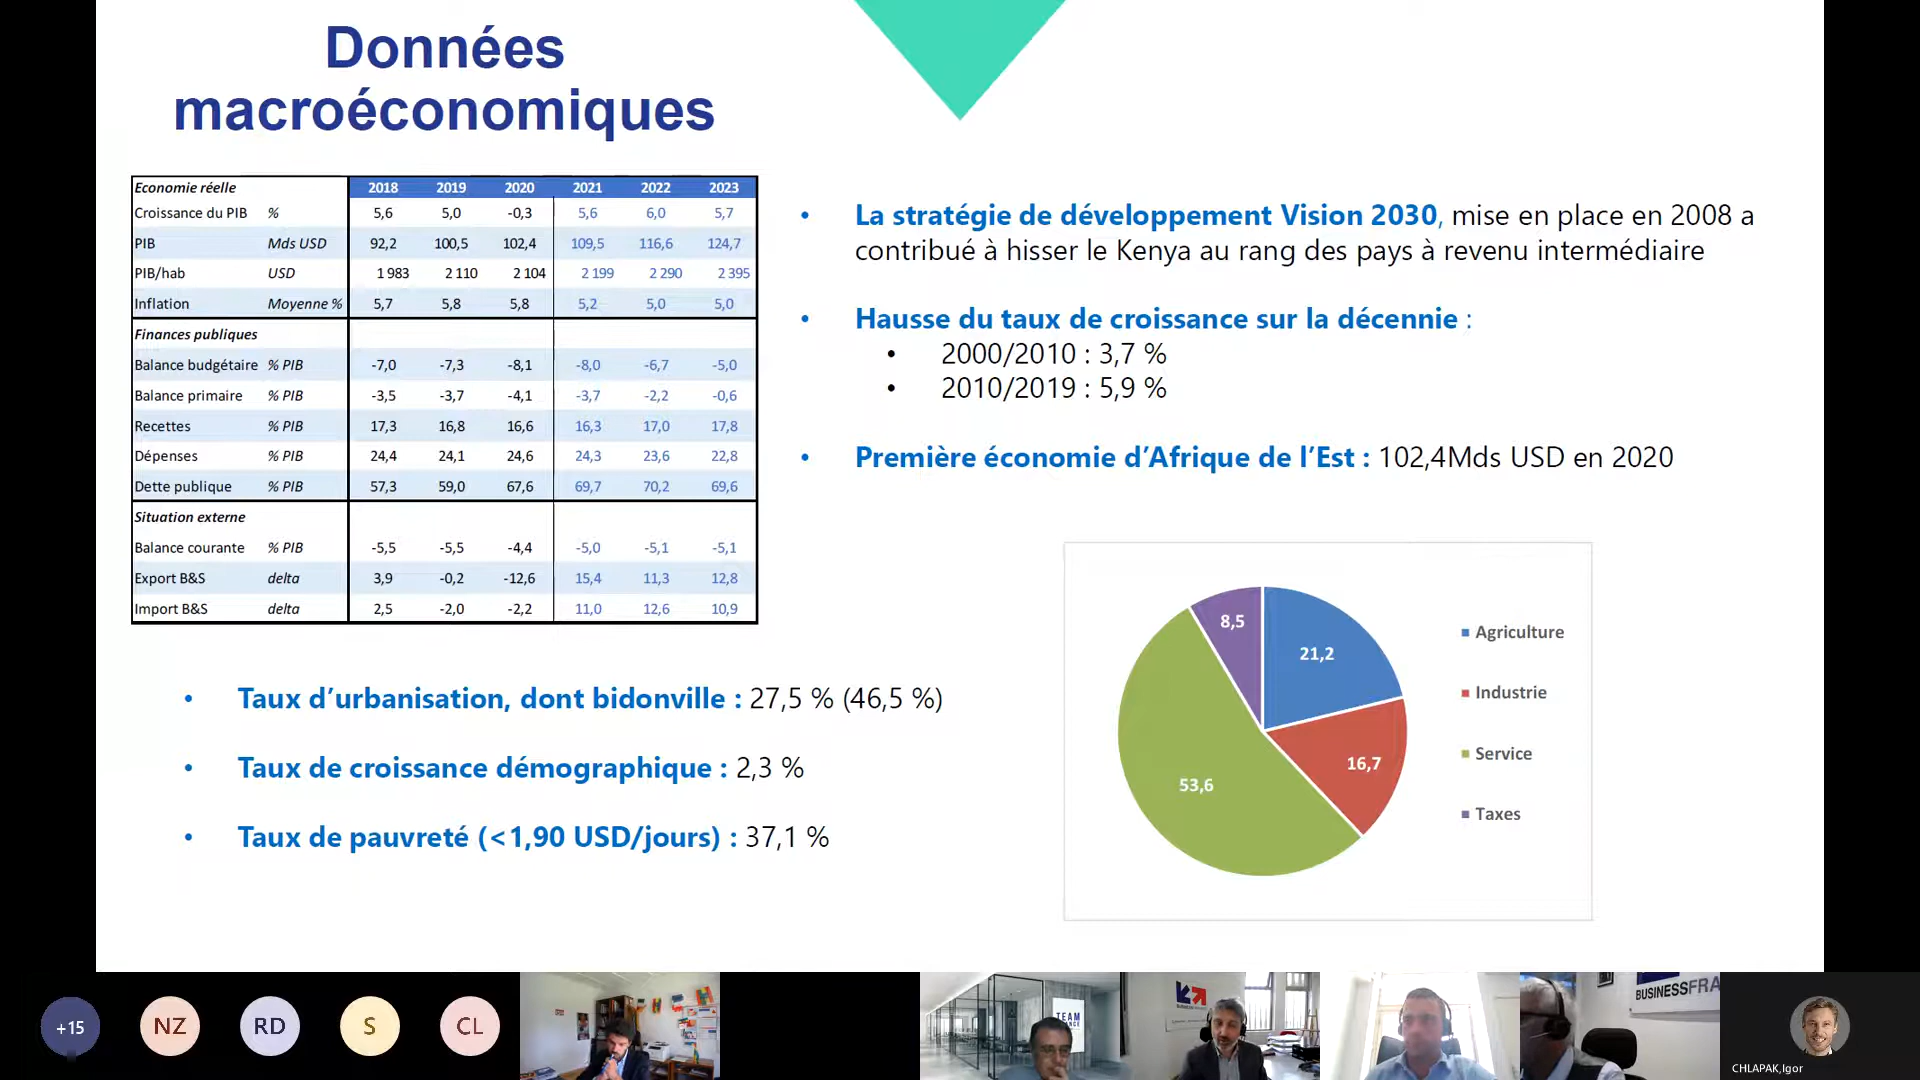 Données
macroéconomiques
Economie réelle 2018 2019 2020 2021 2022 2023
Croissance du PIB % 5,6 5,0 -0,3 5,6 6,0 5,7
PIB Mds USD 92,2 100,5 102,4 109,5 116,6 124,7
PIB/hab USD 1 983 2 110 2 104 2 199 2 290 2 395
Inflation Moyenne % 5,7 5,8 5,8 5,2 5,0 5,0
Finances publiques
Balance budgétaire % PIB -7,0 -7,3 -8,1 -8,0 -6,7 -5,0
Balance primaire % PIB -3,5 -3,7 -4,1 -3,7 -2,2 -0,6
Recettes % PIB 17,3 16,8 16,6 16,3 17,0 17,8
Dépenses % PIB 24,4 24,1 24,6 24,3 23,6 22,8
Dette publique % PIB 57,3 59,0 67,6 69,7 70,2 69,6
Situation externe
Balance courante % PIB -5,5 -5,5 -4,4 -5,0 -5,1 -5,1
Export B&S delta 3,9 -0,2 -12,6 15,4 11,3 12,8
Import B&S delta 2,5 -2,0 -2,2 11,0 12,6 10,9
• Taux d’urbanisation, dont bidonville : 27,5 % (46,5 %)
• Taux de croissance démographique : 2,3 %
• Taux de pauvreté (<1,90 USD/jours) : 37,1 %
• La stratégie de développement Vision 2030, mise en place en 2008 a
contribué à hisser le Kenya au rang des pays à revenu intermédiaire
• Hausse du taux de croissance sur la décennie :
• 2000/2010 : 3,7 %
• 2010/2019 : 5,9 %
• Première économie d’Afrique de l’Est : 102,4Mds USD en 2020
8,5
21,2
16,7
53,6
Agriculture
Industrie
Service
Taxes
+15
NZ
RD
S
CL
TEAM
BUSINESSFRA
CHLAPAK,Igor